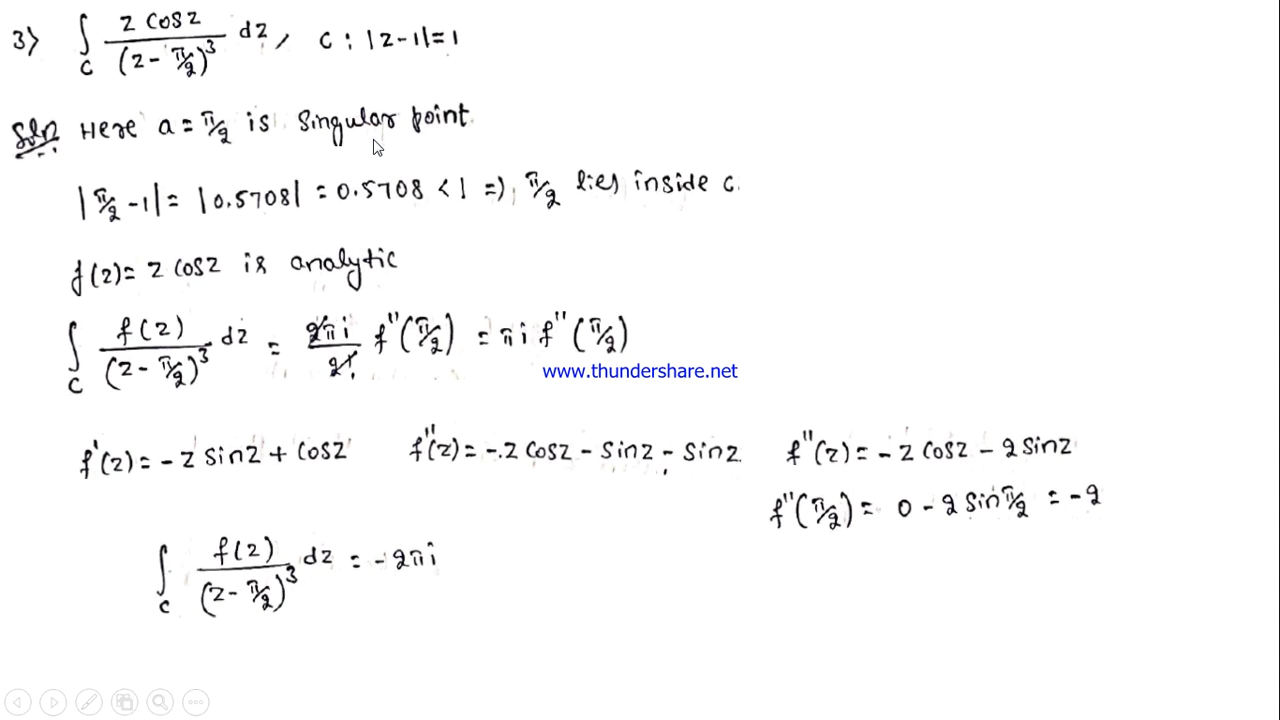 3) ∫_C z cos z / (z - π/2)^3 dz, C : |z-1|=1
Soln Here a = π/2 is singular point.
|π/2 - 1| = |0.5708| = 0.5708 < 1 => π/2 lies inside C.
f(z) = z cos z is analytic
∫_C f(z) / (z - π/2)^3 dz = 2πi / 2! f''(π/2) = πi f''(π/2)
www.thundershare.net
f'(z) = - z sin z + cos z f''(z) = - z cos z - sin z - sin z f''(z) = - z cos z - 2 sin z
f''(π/2) = 0 - 2 sin π/2 = -2
∫_C f(z) / (z - π/2)^3 dz = -2πi